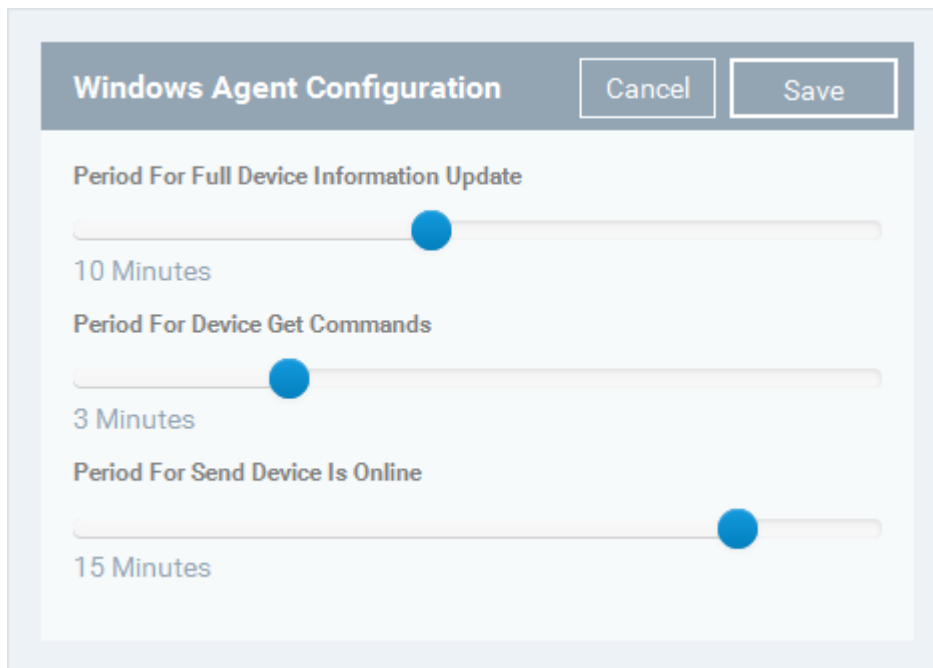 Windows Agent Configuration
Cancel
Save
Period For Full Device Information Update
10 Minutes
Period For Device Get Commands
3 Minutes
Period For Send Device Is Online
15 Minutes